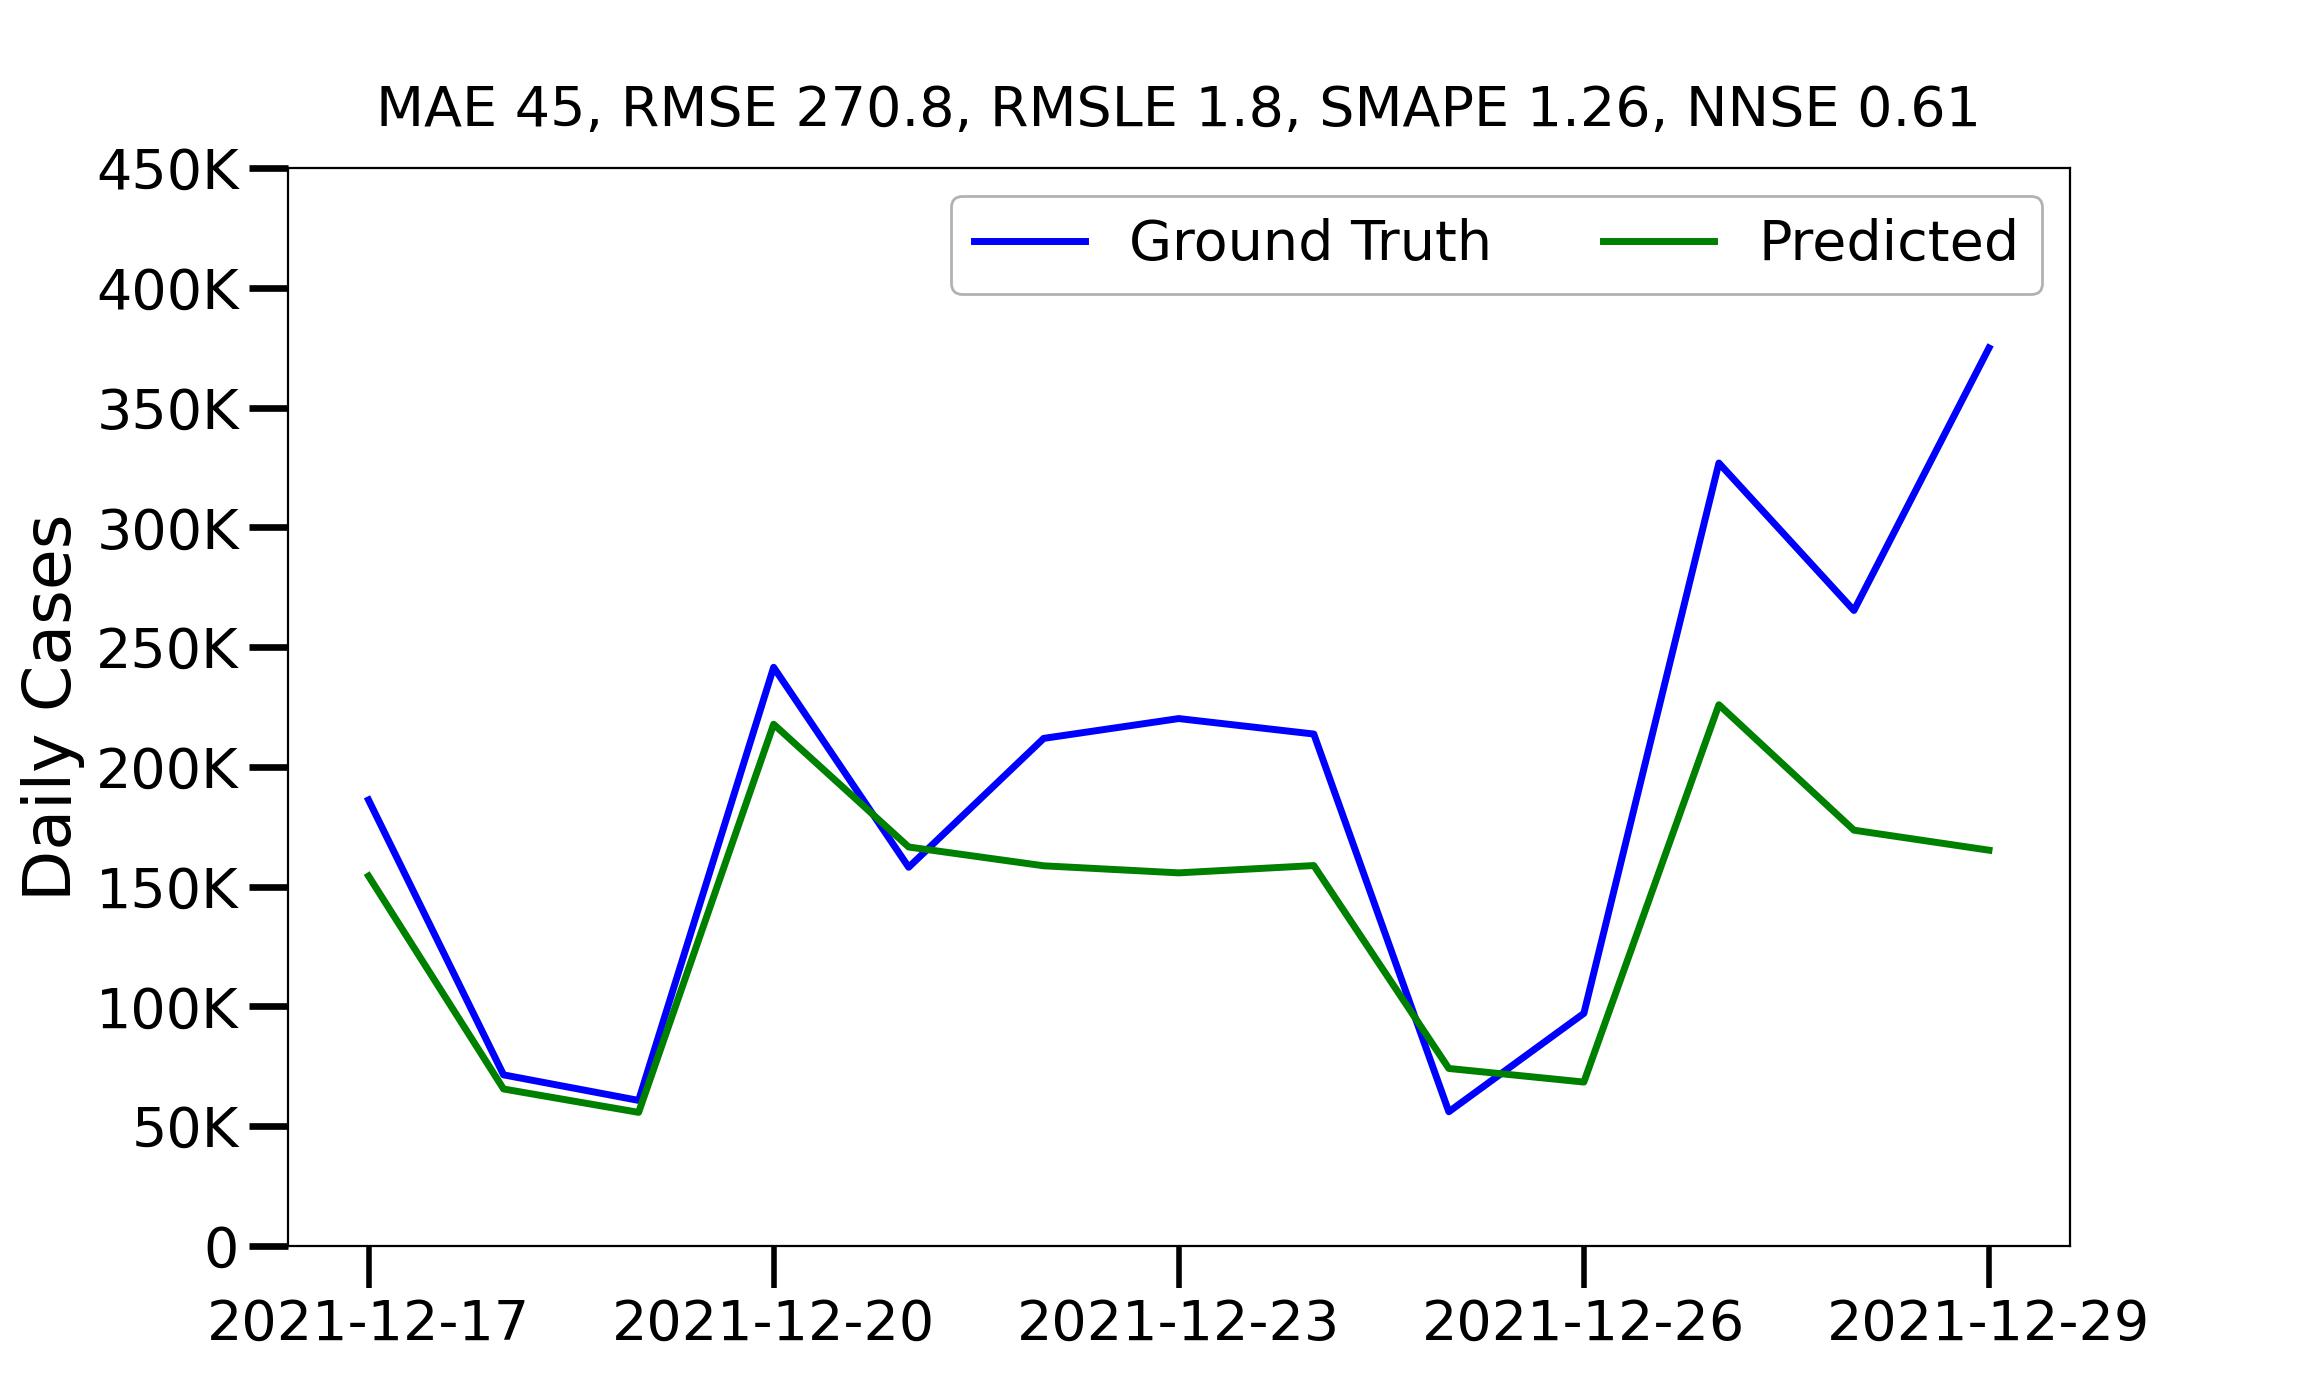 MAE 45, RMSE 270.8, RMSLE 1.8, SMAPE 1.26, NNSE 0.61
Ground Truth Predicted
Daily Cases
450K
400K
350K
300K
250K
200K
150K
100K
50K
0
2021-12-17 2021-12-20 2021-12-23 2021-12-26 2021-12-29